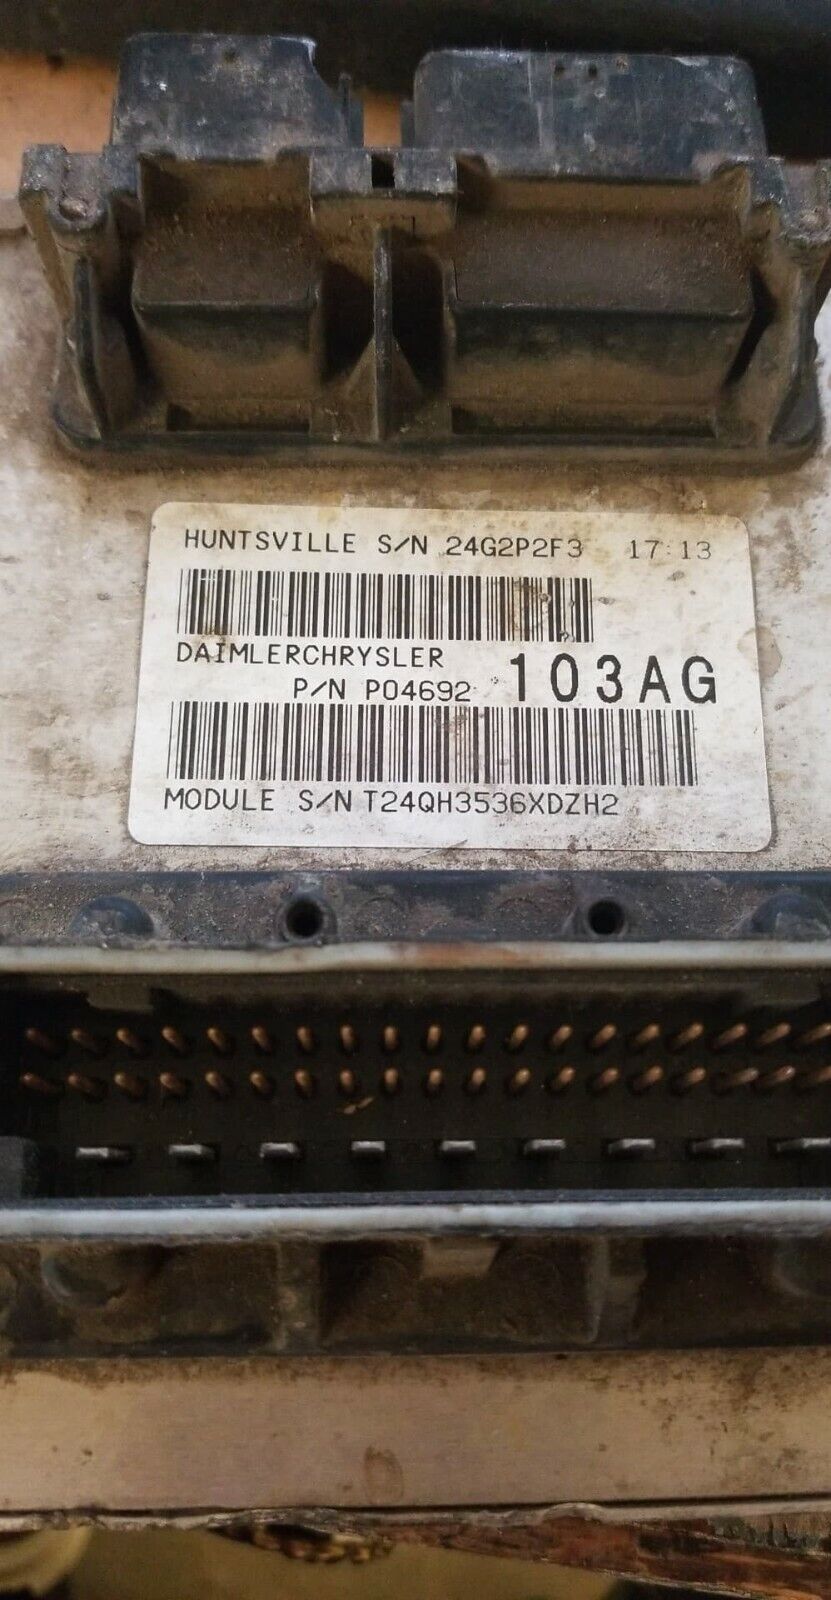 HUNTSVILLE S/N 24G2P2F3 17:13
DAIMLERCHRYSLER
P/N P04692 103AG
MODULE S/N T24QH3536XDZH2